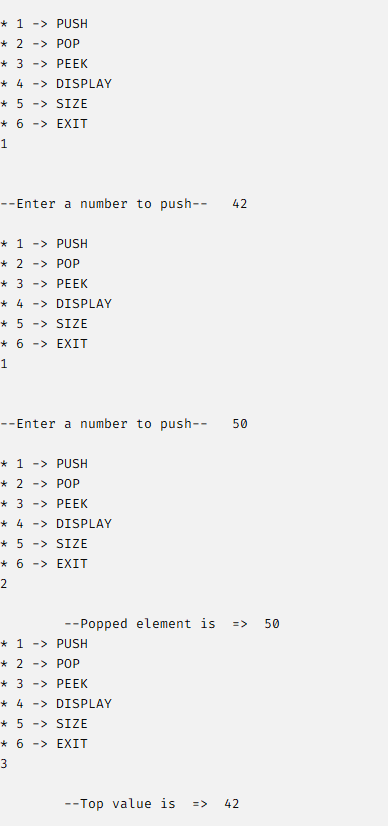 * 1 -> PUSH
* 2 -> POP
* 3 -> PEEK
* 4 -> DISPLAY
* 5 -> SIZE
* 6 -> EXIT
1
--Enter a number to push--   42
* 1 -> PUSH
* 2 -> POP
* 3 -> PEEK
* 4 -> DISPLAY
* 5 -> SIZE
* 6 -> EXIT
1
--Enter a number to push--   50
* 1 -> PUSH
* 2 -> POP
* 3 -> PEEK
* 4 -> DISPLAY
* 5 -> SIZE
* 6 -> EXIT
2
        --Popped element is  =>  50
* 1 -> PUSH
* 2 -> POP
* 3 -> PEEK
* 4 -> DISPLAY
* 5 -> SIZE
* 6 -> EXIT
3
        --Top value is  =>  42